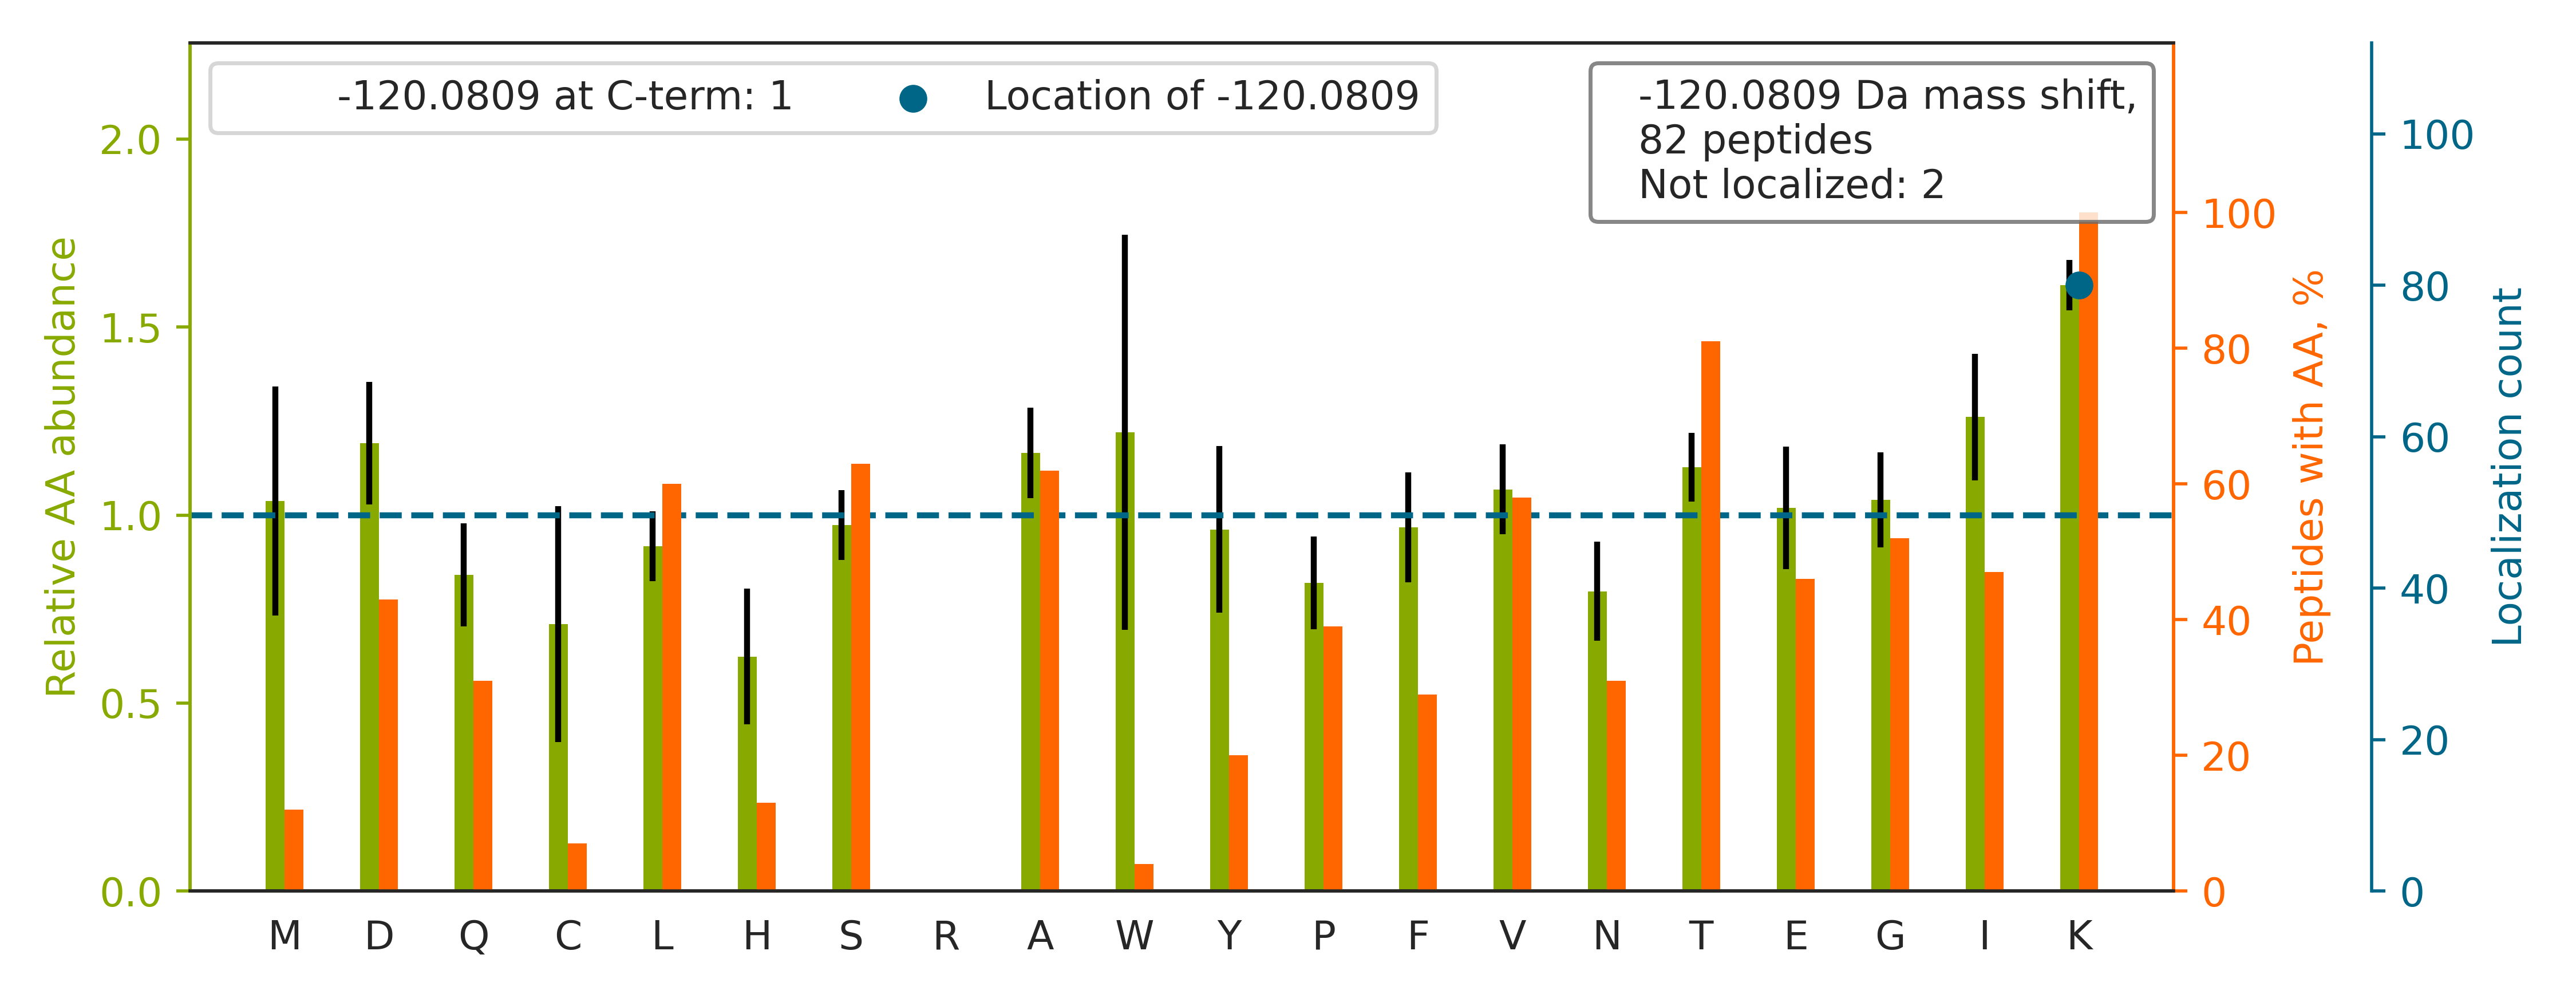 -120.0809 at C-term: 1
Location of -120.0809
-120.0809 Da mass shift,
82 peptides
Not localized: 2
Relative AA abundance
2.0
1.5
1.0
0.5
0.0
M D Q C L H S R A W Y P F V N T E G I K
100
80
60
40
20
0
Peptides with AA, %
100
80
60
40
20
0
Localization count